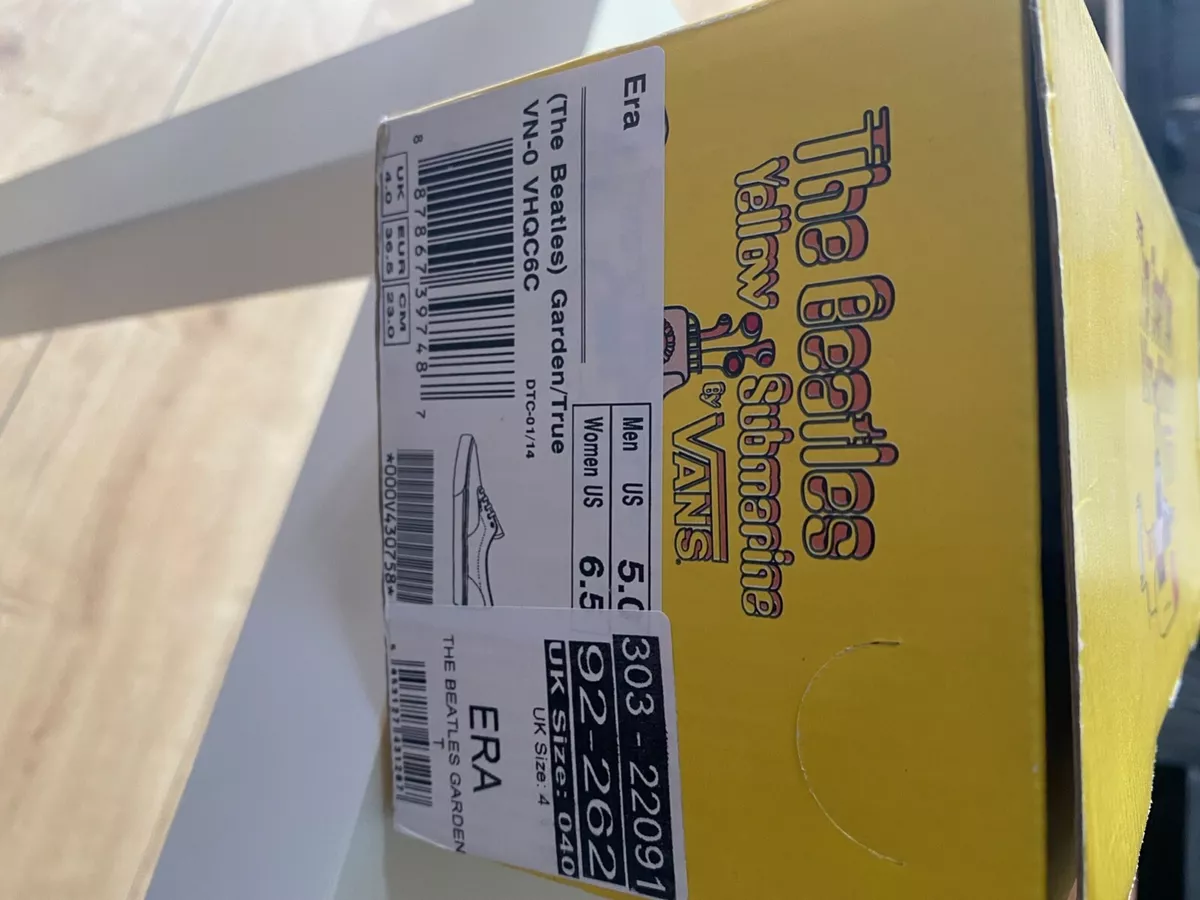 The Beatles
Yellow Submarine
By VANS
Era
(The Beatles) Garden/True
VN-0 VHQC6C
DTC-01/14
Men US 5.0
Women US 6.5
8 87867 39748 7
UK EUR CM
4.0 36.5 23.0
*000V430758*
303 - 22091
92-262
UK Size: 040
UK Size: 4
ERA
THE BEATLES GARDEN
T